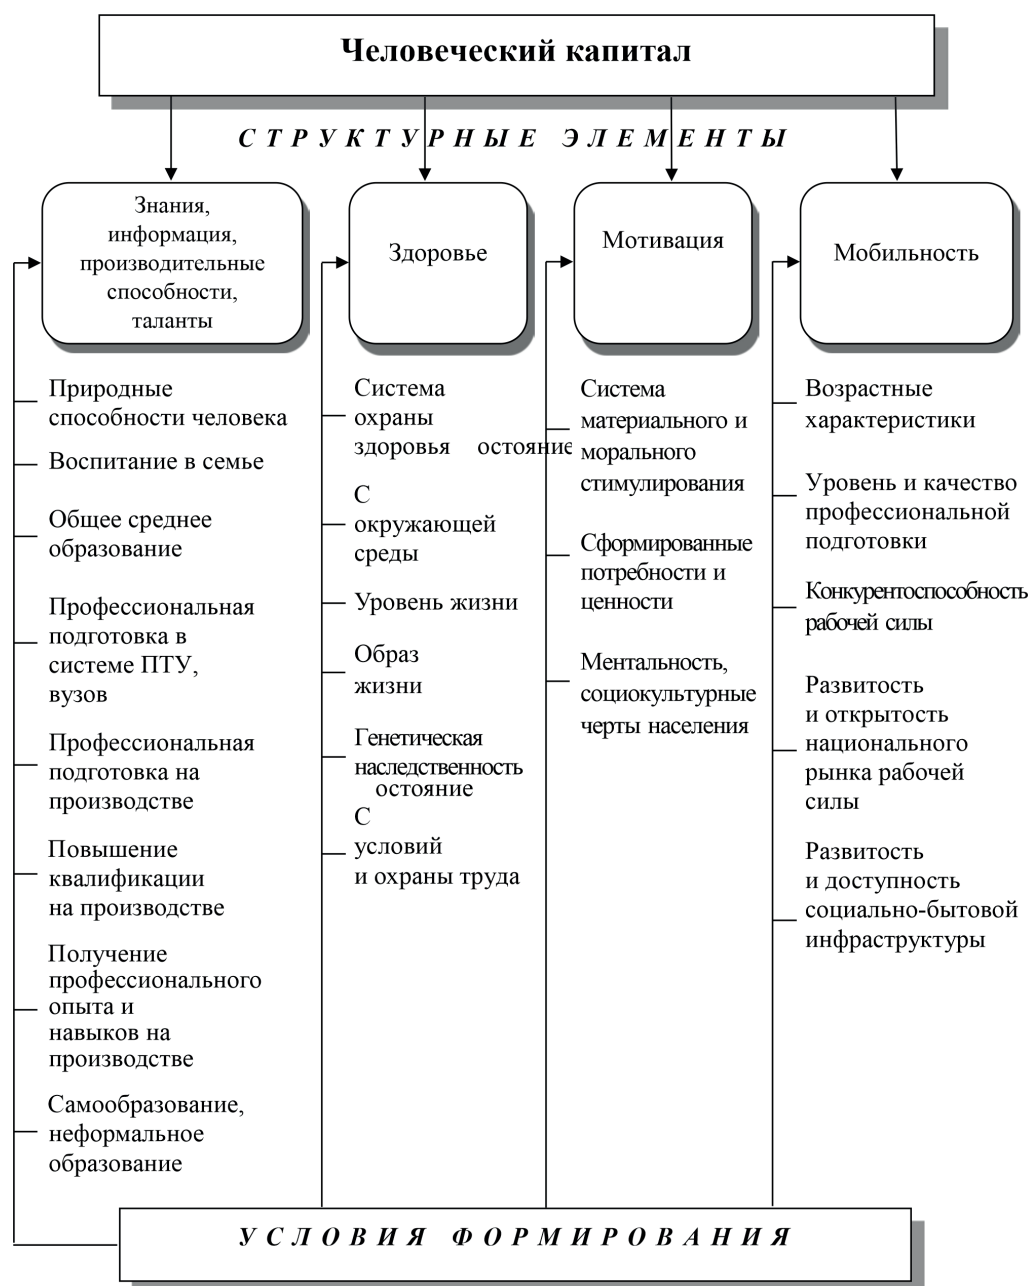 Человеческий капитал
СТРУКТУРНЫЕ ЭЛЕМЕНТЫ
Знания,
информация,
производительные
способности,
таланты
Здоровье
Мотивация
Мобильность
Природные
способности человека
Воспитание в семье
Общее среднее
образование
Профессиональная
подготовка в
системе ПТУ,
вузов
Профессиональная
подготовка на
производстве
Повышение
квалификации
на производстве
Получение
профессионального
опыта и
навыков на
производстве
Самообразование,
неформальное
образование
Система
охраны
здоровья остояние
С
окружающей
среды
Уровень жизни
Образ
жизни
Генетическая
наследственность
остояние
С
условий
и охраны труда
Система
материального и
морального
стимулирования
Сформированные
потребности и
ценности
Ментальность,
социокультурные
черты населения
Возрастные
характеристики
Уровень и качество
профессиональной
подготовки
Конкурентоспособность
рабочей силы
Развитость
и открытость
национального
рынка рабочей
силы
Развитость
и доступность
социально-бытовой
инфраструктуры
УСЛОВИЯ ФОРМИРОВАНИЯ